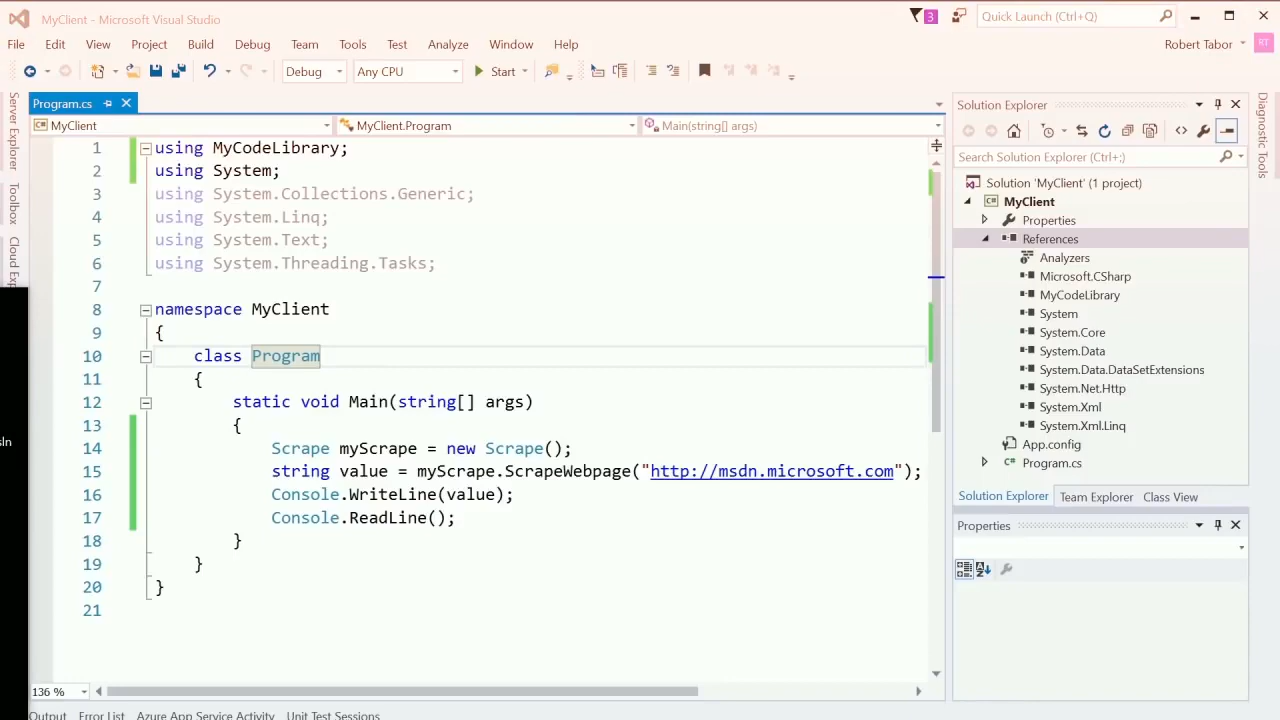 MyClient - Microsoft Visual Studio
3
Quick Launch (Ctrl+Q)
File Edit View Project Build Debug Team Tools Test Analyze Window Help
Robert Tabor
RT
Debug Any CPU Start
Server Explorer
Toolbox
sln
Program.cs
MyClient MyClient.Program Main(string[] args)
1 using MyCodeLibrary;
2 using System;
3 using System.Collections.Generic;
4 using System.Linq;
5 using System.Text;
6 using System.Threading.Tasks;
7
8 namespace MyClient
9 {
10 class Program
11 {
12 static void Main(string[] args)
13 {
14 Scrape myScrape = new Scrape();
15 string value = myScrape.ScrapeWebpage("http://msdn.microsoft.com");
16 Console.WriteLine(value);
17 Console.ReadLine();
18 }
19 }
20 }
21
136 %
Output Error List Azure App Service Activity Unit Test Sessions
Solution Explorer
Search Solution Explorer (Ctrl+;)
Solution 'MyClient' (1 project)
MyClient
Properties
References
Analyzers
Microsoft.CSharp
MyCodeLibrary
System
System.Core
System.Data
System.Data.DataSetExtensions
System.Net.Http
System.Xml
System.Xml.Linq
App.config
Program.cs
Solution Explorer Team Explorer Class View
Properties
Diagnostic Tools